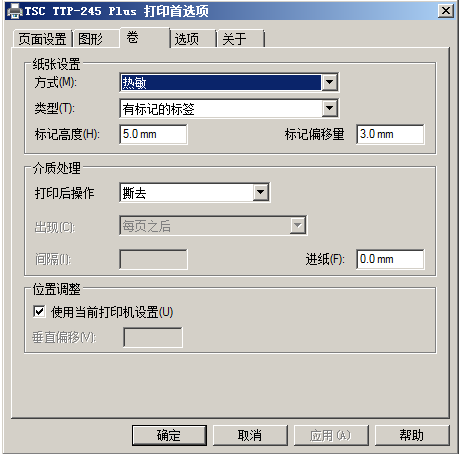 TSC TTP-245 Plus 打印首选项
页面设置 图形 卷 选项 关于
纸张设置
方式(M): 热敏
类型(T): 有标记的标签
标记高度(H): 5.0 mm 标记偏移量 3.0 mm
介质处理
打印后操作 撕去
出现(C): 每页之后
间隔(I): 进纸(F): 0.0 mm
位置调整
使用当前打印机设置(U)
垂直偏移(V):
确定 取消 应用(A) 帮助